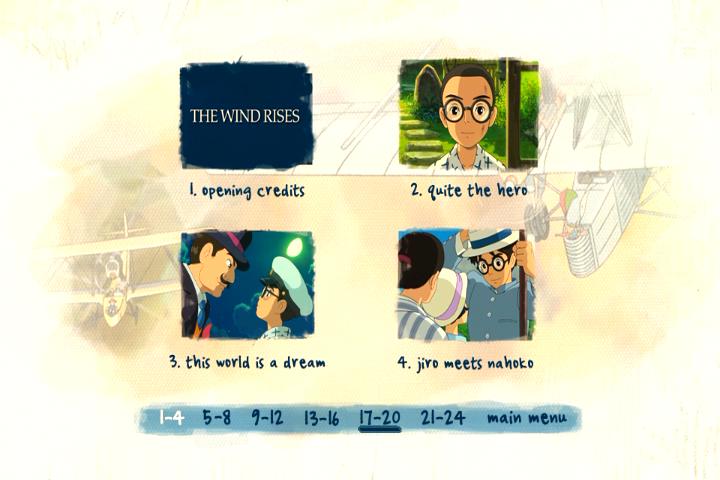 THE WIND RISES
1. opening credits
2. quite the hero
3. this world is a dream
4. jiro meets nahoko
1-4 5-8 9-12 13-16 17-20 21-24 main menu